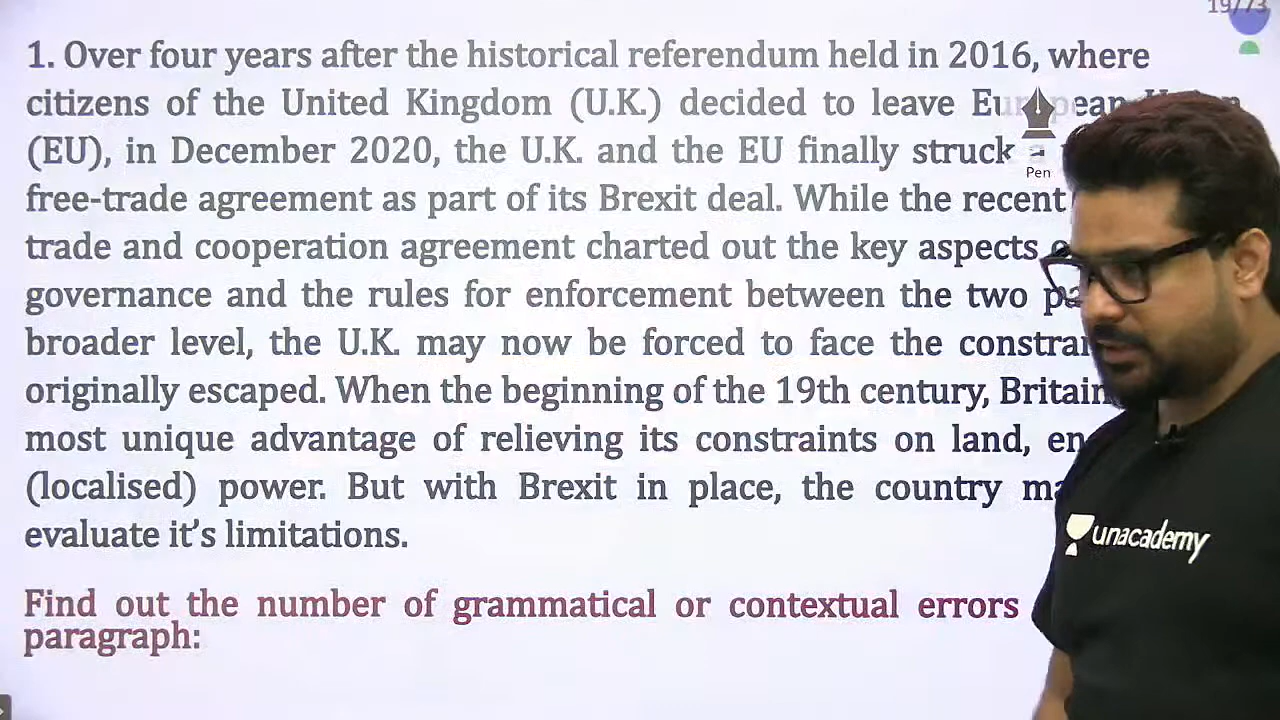 19/73
1. Over four years after the historical referendum held in 2016, where
citizens of the United Kingdom (U.K.) decided to leave European Union
(EU), in December 2020, the U.K. and the EU finally struck a
Pen
free-trade agreement as part of its Brexit deal. While the recent
trade and cooperation agreement charted out the key aspects
governance and the rules for enforcement between the two
broader level, the U.K. may now be forced to face the
originally escaped. When the beginning of the 19th century, Britain
most unique advantage of relieving its constraints on land,
(localised) power. But with Brexit in place, the country
evaluate it's limitations.
unacademy
Find out the number of grammatical or contextual errors
paragraph: